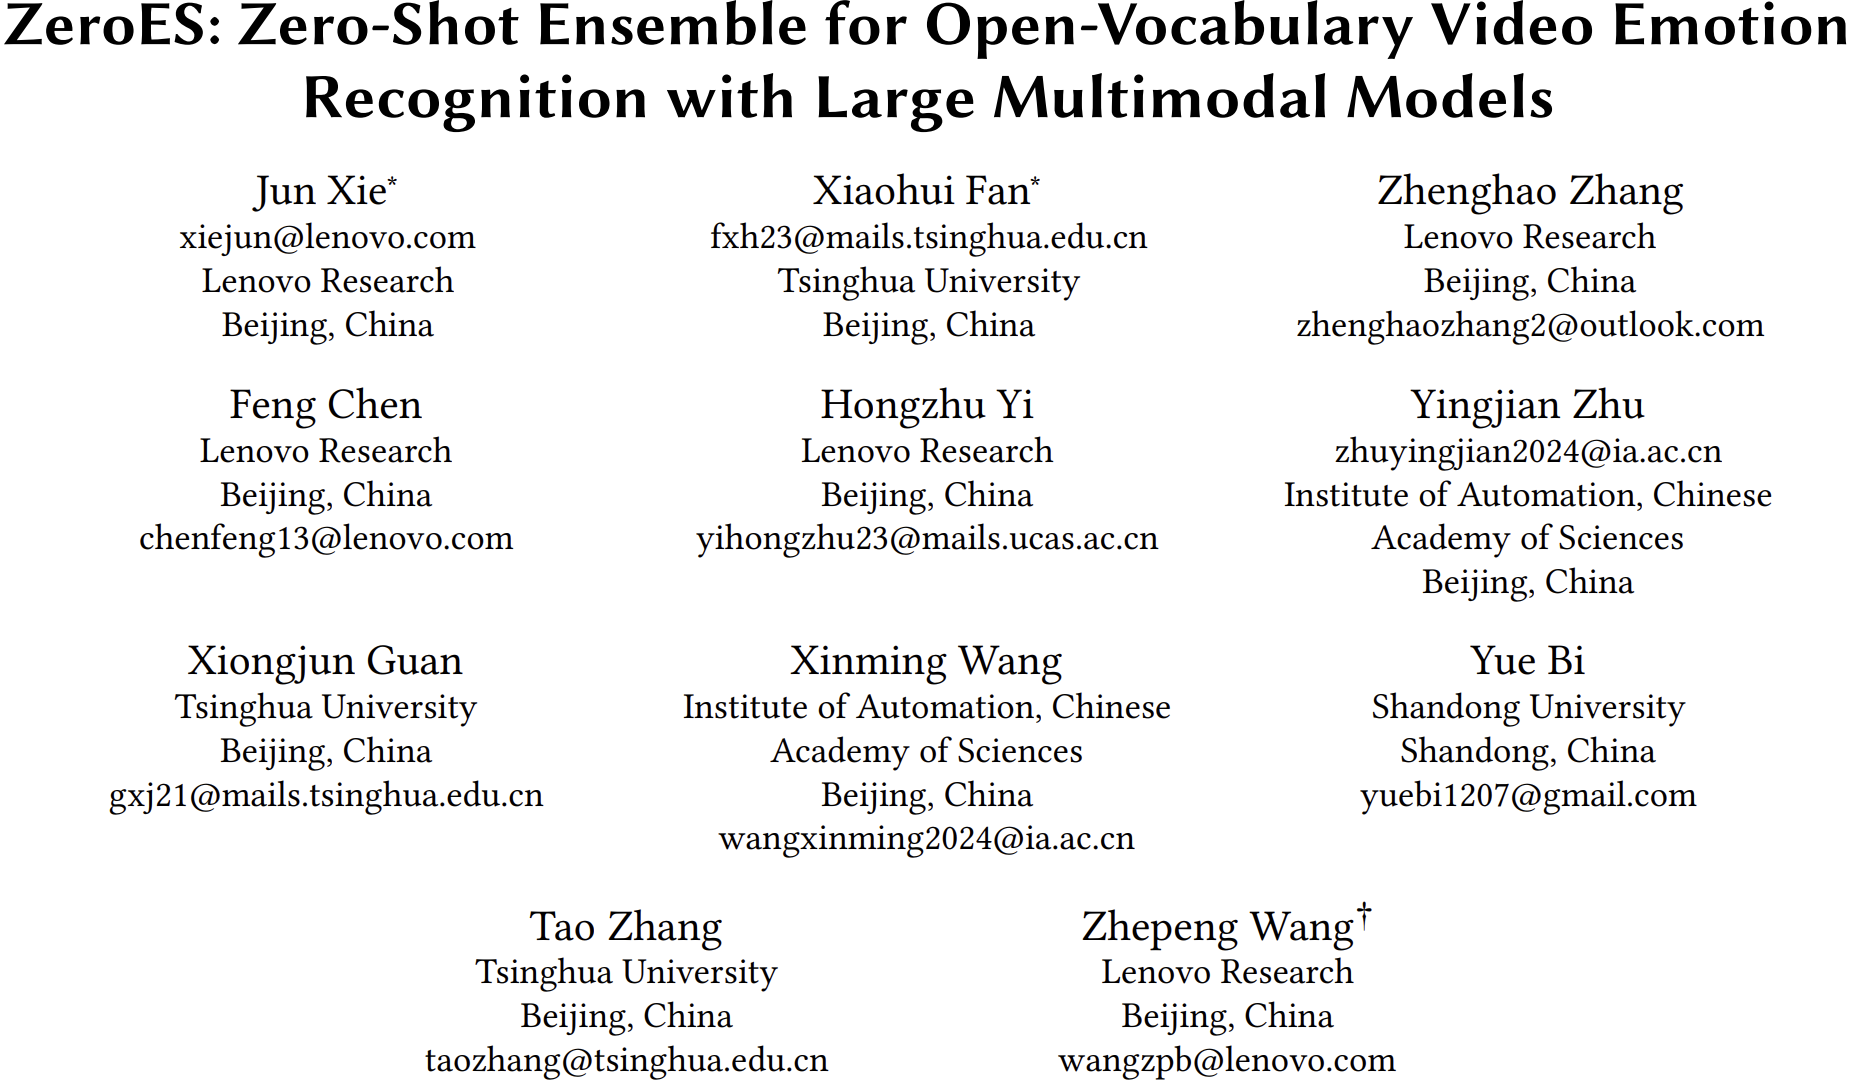 ZeroES: Zero-Shot Ensemble for Open-Vocabulary Video Emotion
Recognition with Large Multimodal Models
Jun Xie*
xiejun@lenovo.com
Lenovo Research
Beijing, China
Xiaohui Fan*
fxh23@mails.tsinghua.edu.cn
Tsinghua University
Beijing, China
Zhenghao Zhang
Lenovo Research
Beijing, China
zhenghaozhang2@outlook.com
Feng Chen
Lenovo Research
Beijing, China
chenfeng13@lenovo.com
Hongzhu Yi
Lenovo Research
Beijing, China
yihongzhu23@mails.ucas.ac.cn
Yingjian Zhu
zhuyingjian2024@ia.ac.cn
Institute of Automation, Chinese
Academy of Sciences
Beijing, China
Xiongjun Guan
Tsinghua University
Beijing, China
gxj21@mails.tsinghua.edu.cn
Xinming Wang
Institute of Automation, Chinese
Academy of Sciences
Beijing, China
wangxinming2024@ia.ac.cn
Yue Bi
Shandong University
Shandong, China
yuebi1207@gmail.com
Tao Zhang
Tsinghua University
Beijing, China
taozhang@tsinghua.edu.cn
Zhepeng Wang†
Lenovo Research
Beijing, China
wangzpb@lenovo.com